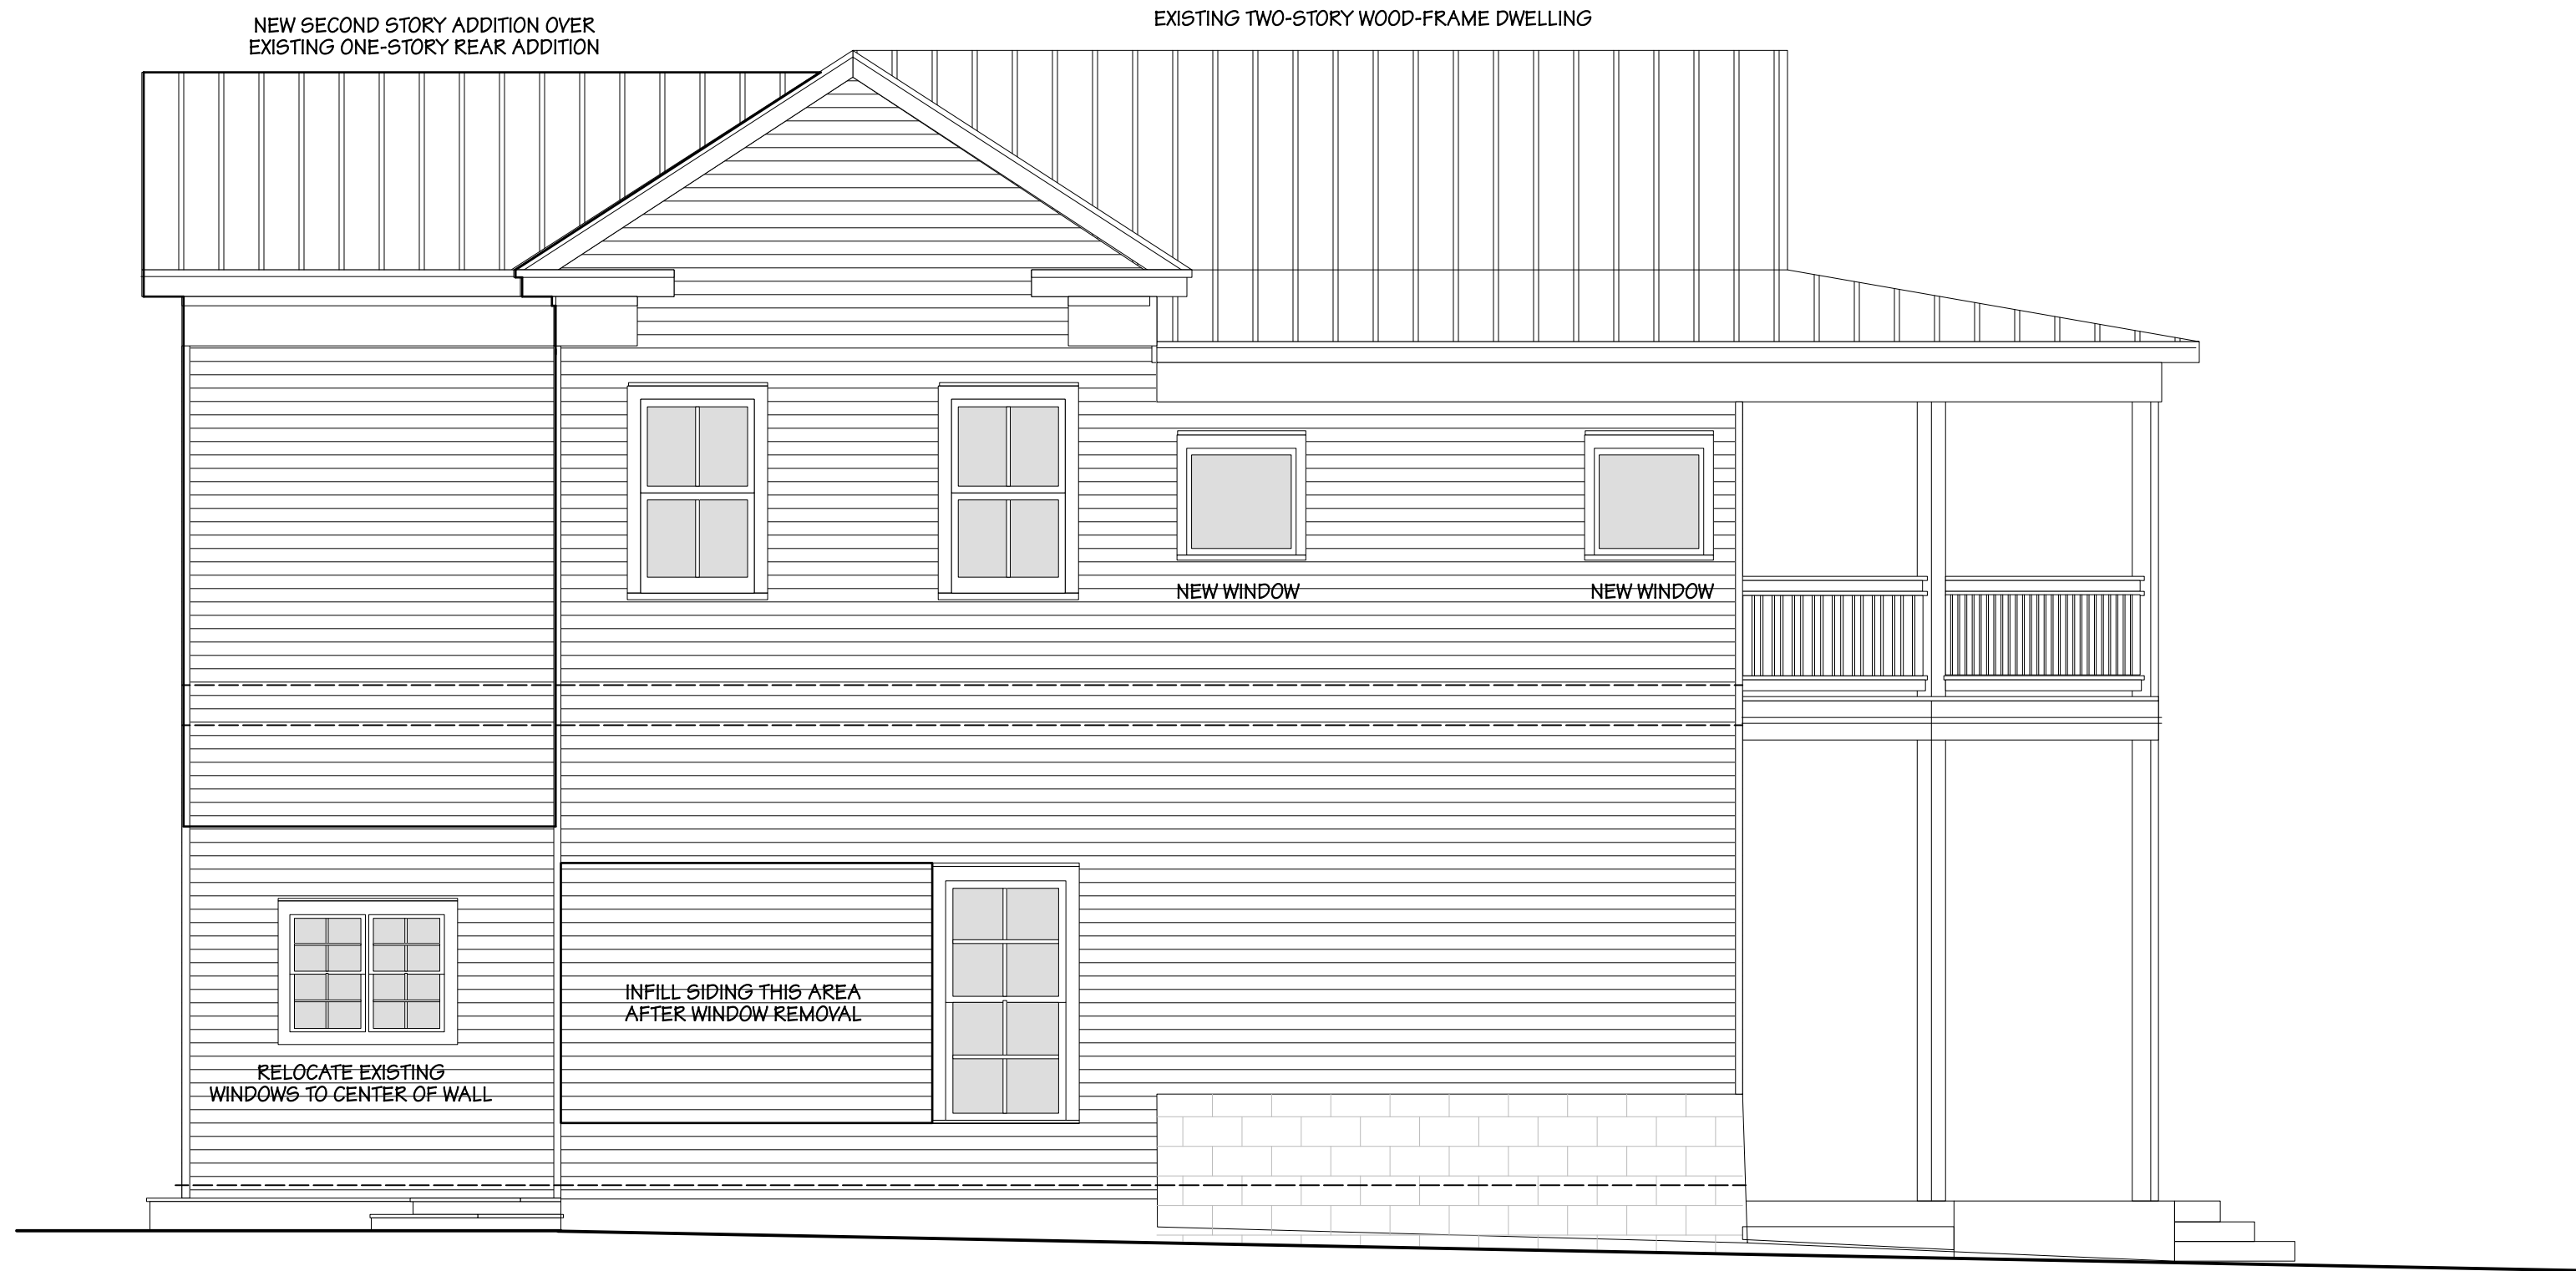 NEW SECOND STORY ADDITION OVER
EXISTING ONE-STORY REAR ADDITION
EXISTING TWO-STORY WOOD-FRAME DWELLING
NEW WINDOW
NEW WINDOW
INFILL SIDING THIS AREA
AFTER WINDOW REMOVAL
RELOCATE EXISTING
WINDOWS TO CENTER OF WALL